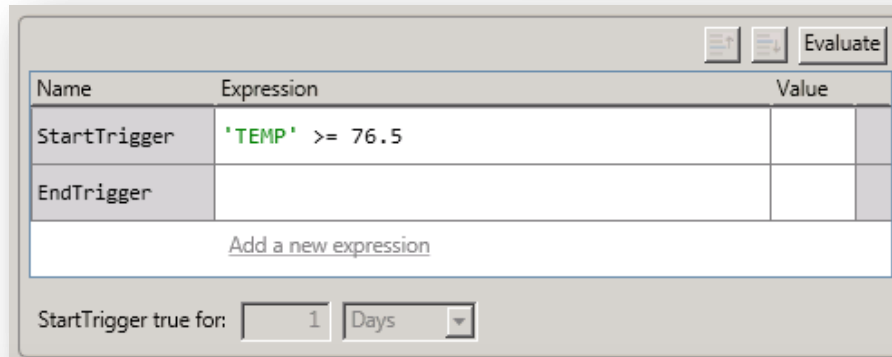 Evaluate
Name Expression Value
StartTrigger 'TEMP' >= 76.5
EndTrigger
Add a new expression
StartTrigger true for: 1 Days